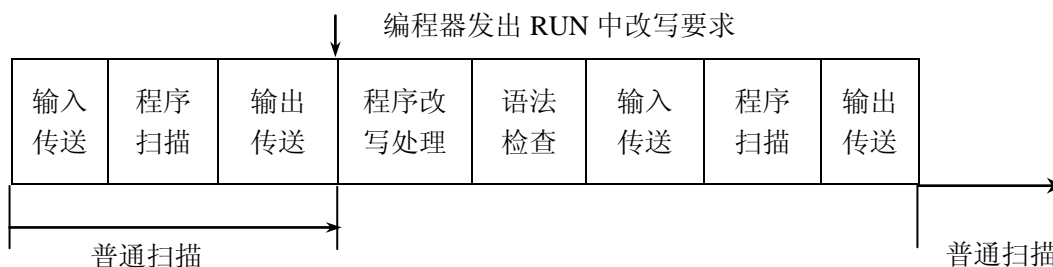 编程器发出 RUN 中改写要求
输入 程序 输出 程序改 语法 输入 程序 输出
传送 扫描 传送 写处理 检查 传送 扫描 传送
普通扫描 普通扫描